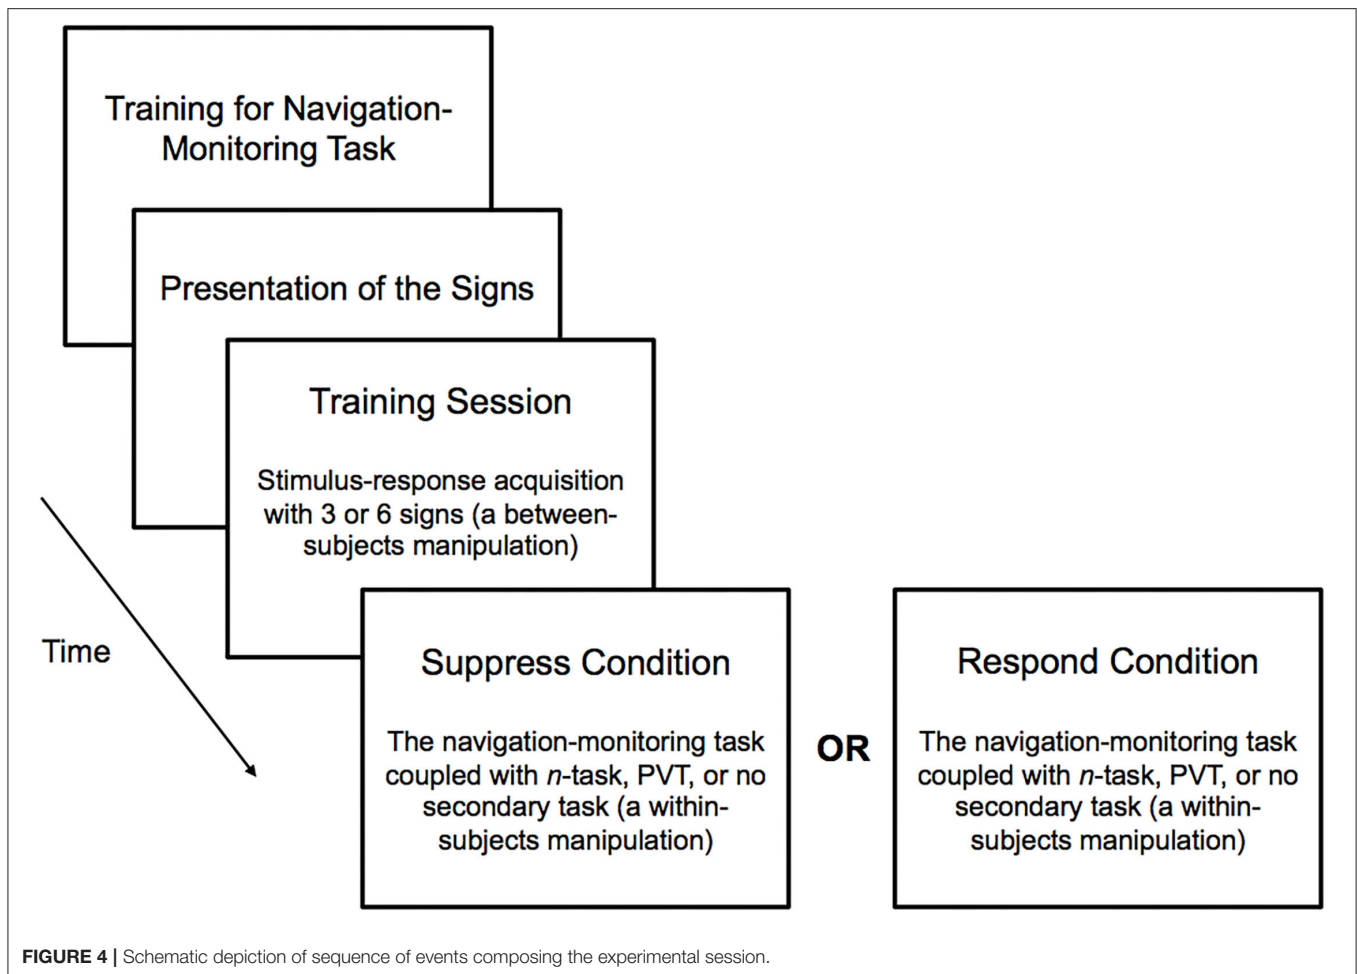 Training for Navigation-
Monitoring Task
Presentation of the Signs
Training Session
Stimulus-response acquisition
with 3 or 6 signs (a between-
subjects manipulation)
Time
Suppress Condition
The navigation-monitoring task
coupled with n-task, PVT, or no
secondary task (a within-
subjects manipulation)
OR
Respond Condition
The navigation-monitoring task
coupled with n-task, PVT, or no
secondary task (a within-
subjects manipulation)
FIGURE 4 | Schematic depiction of sequence of events composing the experimental session.